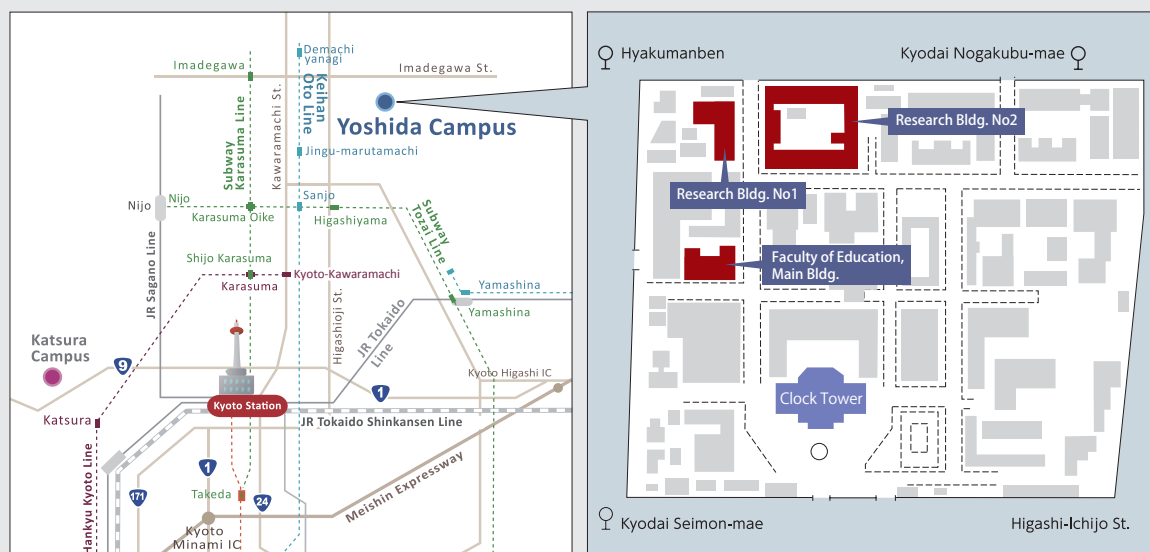 Demachi
yanagi
Imadegawa
Imadegawa St.
Keihan
Oto Line
Kawaramachi St.
Subway
Karasuma Line
Yoshida Campus
Jingu-marutamachi
Nijo
Nijo
Sanjo
Karasuma Oike
Higashiyama
Subway
Tozai Line
JR Sagano Line
Shijo Karasuma
Karasuma
Kyoto-Kawaramachi
Yamashina
Yamashina
Higashioji St.
JR Tokaido
Line
Katsura
Campus
9
1
Kyoto Higashi IC
Kyoto Station
JR Tokaido Shinkansen Line
Katsura
Hankyu Kyoto Line
1
171
Takeda
24
Meishin Expressway
Kyoto
Minami IC
Hyakumanben
Kyodai Nogakubu-mae
Research Bldg. No2
Research Bldg. No1
Faculty of Education,
Main Bldg.
Clock Tower
Kyodai Seimon-mae
Higashi-Ichijo St.